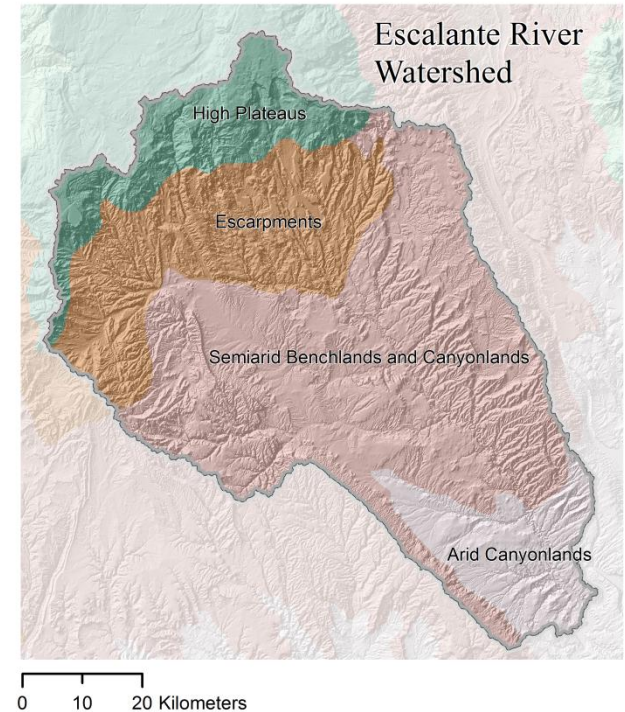 Escalante River
Watershed
High Plateaus
Escarpments
Semiarid Benchlands and Canyonlands
Arid Canyonlands
0 10 20 Kilometers